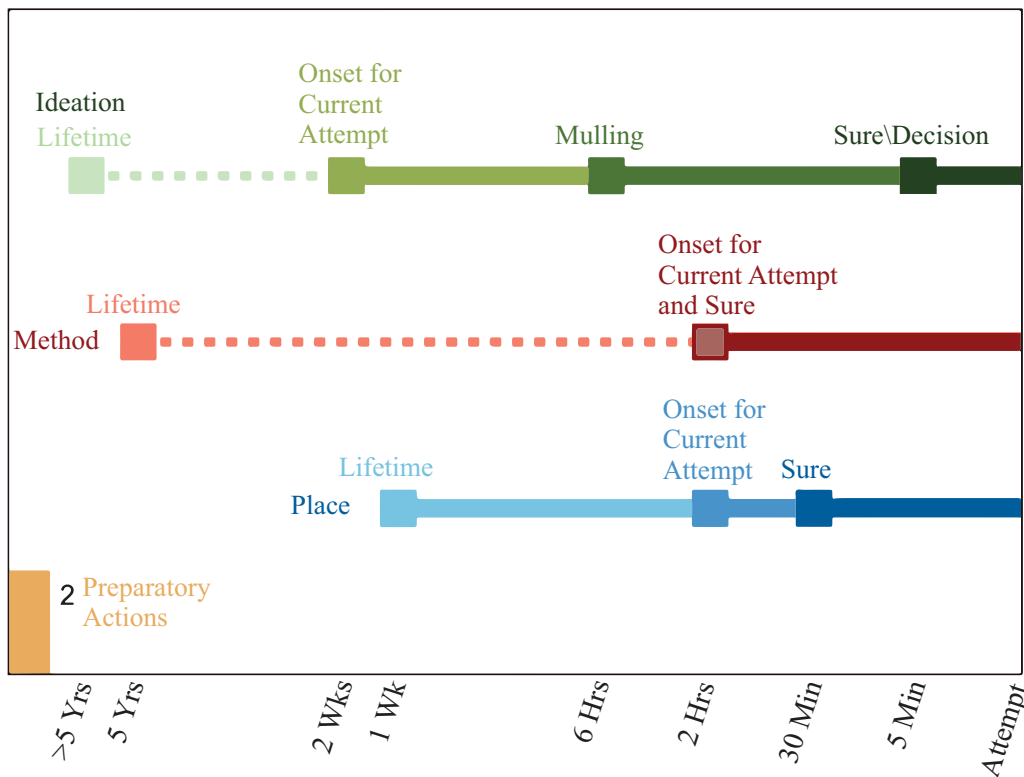 Ideation
Lifetime
Onset for
Current
Attempt
Mulling
Sure\Decision
Method
Lifetime
Onset for
Current Attempt
and Sure
Place
Lifetime
Onset for
Current
Attempt
Sure
2 Preparatory
Actions
>5 Yrs
5 Yrs
2 Wks
1 Wk
6 Hrs
2 Hrs
30 Min
5 Min
Attempt